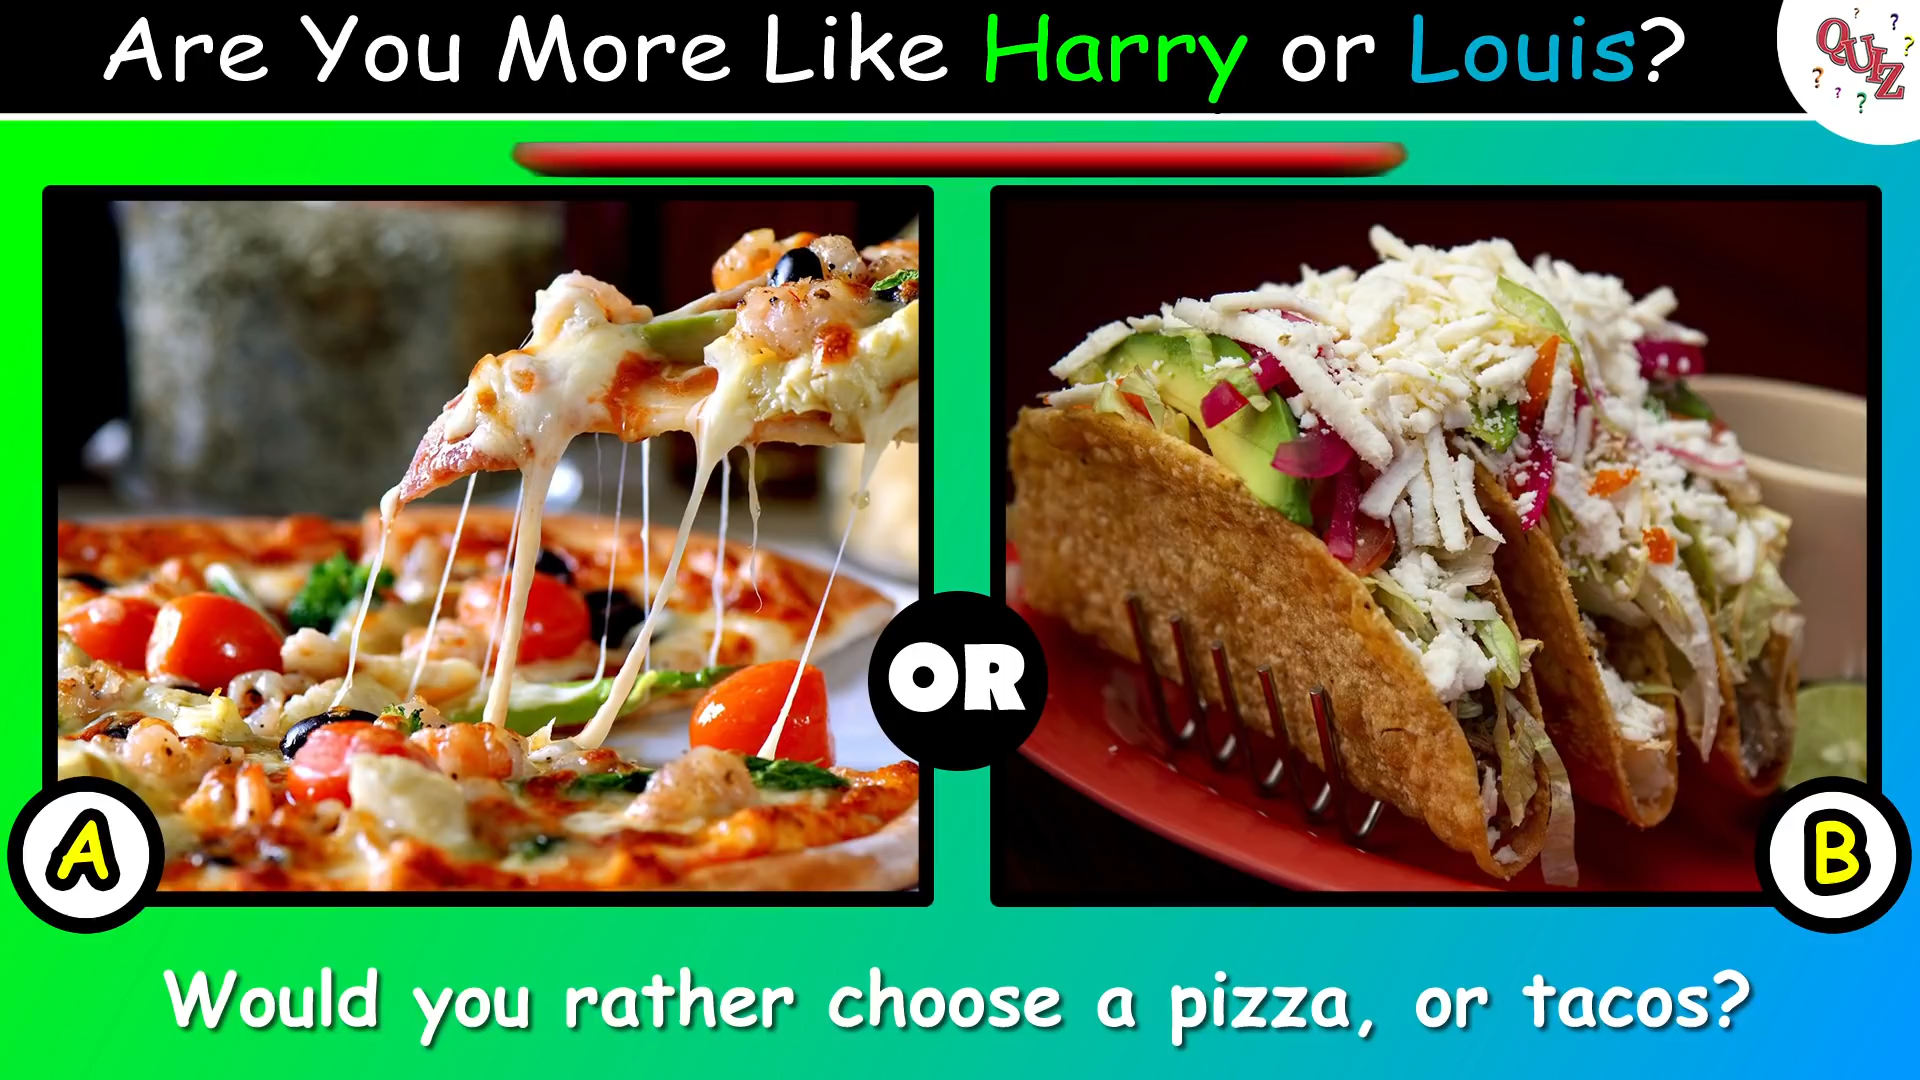 Are You More Like Harry or Louis?
QUIZ
OR
A
B
Would you rather choose a pizza, or tacos?